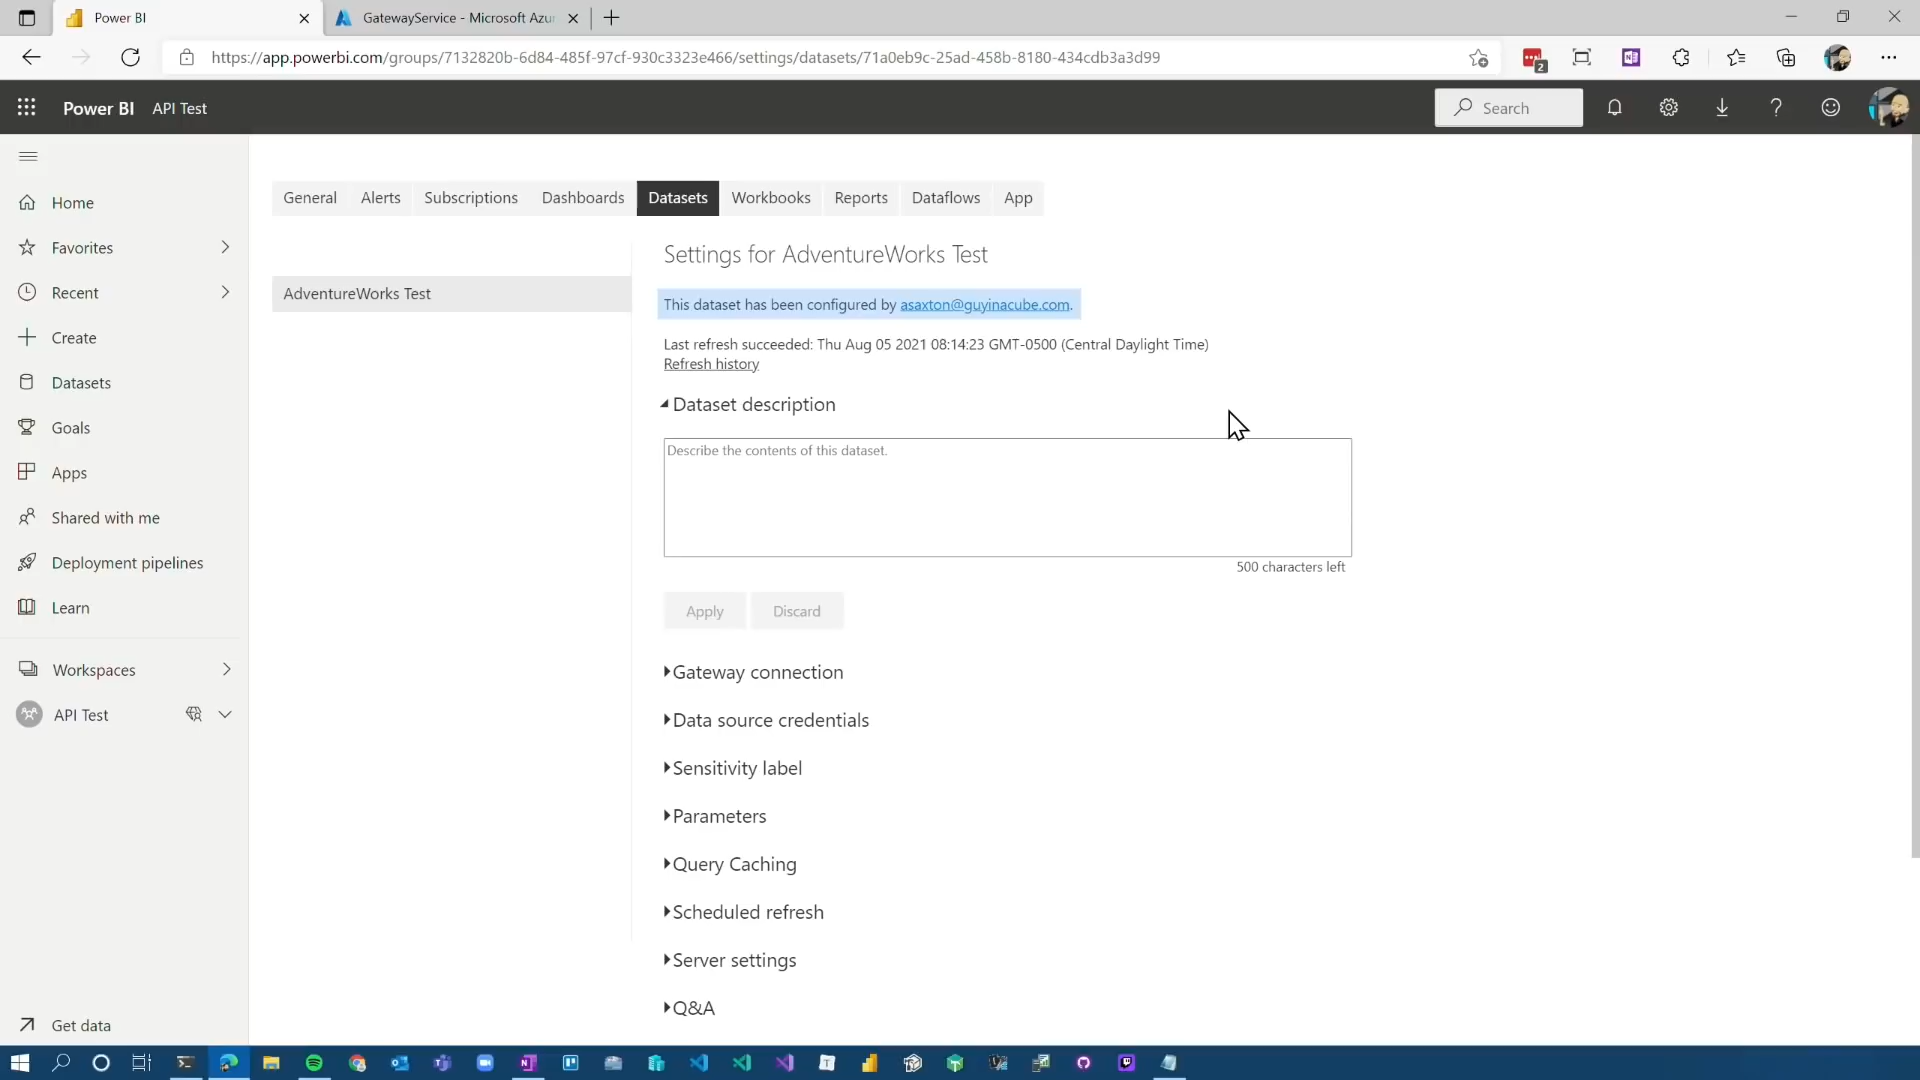 Power BI
GatewayService - Microsoft Azu
https://app.powerbi.com/groups/7132820b-6d84-485f-97cf-930c3323e466/settings/datasets/71a0eb9c-25ad-458b-8180-434cdb3a3d99
2
Power BI API Test
Search
Home
Favorites
Recent
Create
Datasets
Goals
Apps
Shared with me
Deployment pipelines
Learn
Workspaces
API Test
Get data
General Alerts Subscriptions Dashboards Datasets Workbooks Reports Dataflows App
AdventureWorks Test
Settings for AdventureWorks Test
This dataset has been configured by asaxton@guyinacube.com.
Last refresh succeeded: Thu Aug 05 2021 08:14:23 GMT-0500 (Central Daylight Time)
Refresh history
Dataset description
Describe the contents of this dataset.
500 characters left
Apply Discard
Gateway connection
Data source credentials
Sensitivity label
Parameters
Query Caching
Scheduled refresh
Server settings
Q&A